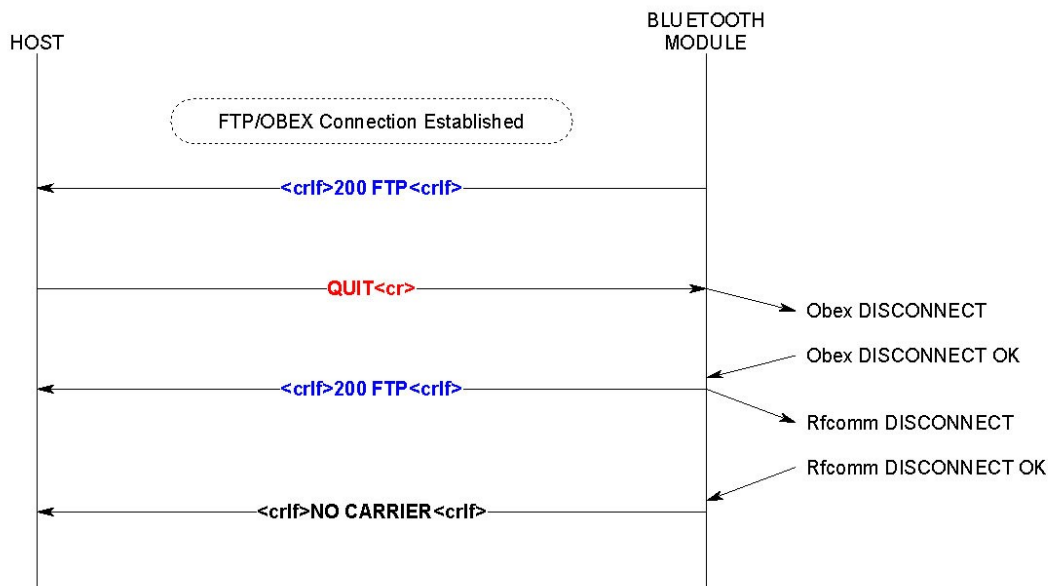 HOST
BLUETOOTH
MODULE
FTP/OBEX Connection Established
<crlf>200 FTP<crlf>
QUIT<cr>
Obex DISCONNECT
Obex DISCONNECT OK
<crlf>200 FTP<crlf>
Rfcomm DISCONNECT
Rfcomm DISCONNECT OK
<crlf>NO CARRIER<crlf>